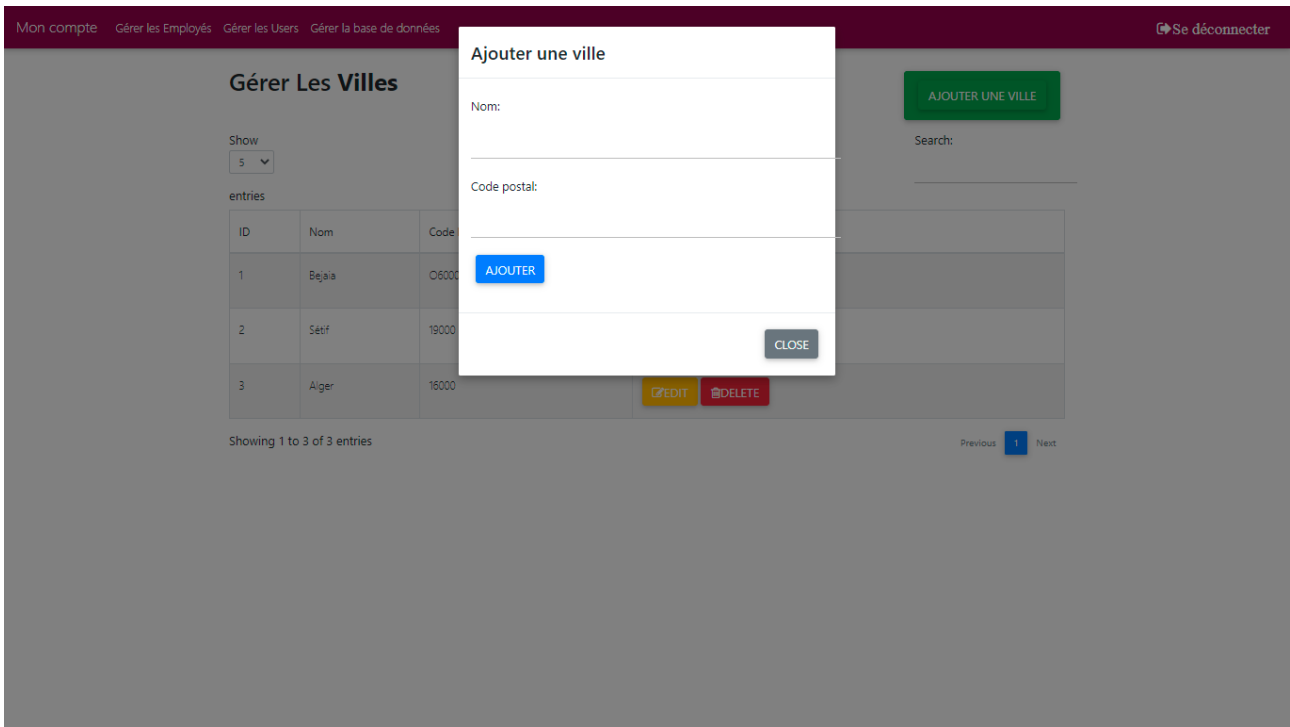 Mon compte Gérer les Employés Gérer les Users Gérer la base de données Se déconnecter
Gérer Les Villes
AJOUTER UNE VILLE
Show
5
entries
Search:
ID Nom Code
1 Bejaia O6000
2 Sétif 19000
3 Alger 16000 EDIT DELETE
Showing 1 to 3 of 3 entries
Previous 1 Next
Ajouter une ville
Nom:
Code postal:
AJOUTER
CLOSE